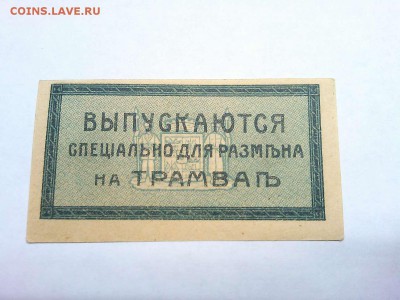 COINS.LAVE.RU
ВЫПУСКАЮТСЯ
СПЕЦІАЛЬНО ДЛЯ РАЗМѢНА
НА ТРАМВАѢ